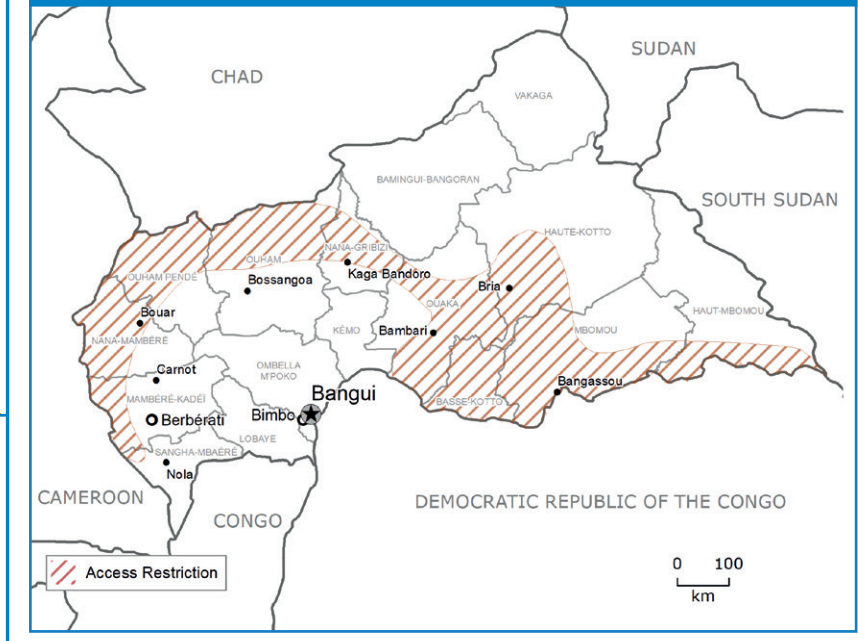 SUDAN
CHAD
VAKAGA
BAMINGUI-BANGORAN
SOUTH SUDAN
HAUTE-KOTTO
OUHAM
NANA-GRIBIZI
Kaga Bandoro
OUHAM PENDÉ
Bossangoa
Bria
OUAKA
HAUT-MBOMOU
Bouar
KÉMO
Bambari
MBOMOU
NANA-MAMBÉRÉ
OMBELLA
M'POKO
Carnot
Bangui
Bangassou
MAMBÉRÉ-KADÉÏ
BASSE-KOTTO
Berbérati
Bimbo
LOBAYE
SANGHA-MBAÉRÉ
Nola
CAMEROON
DEMOCRATIC REPUBLIC OF THE CONGO
CONGO
Access Restriction
0 100
km